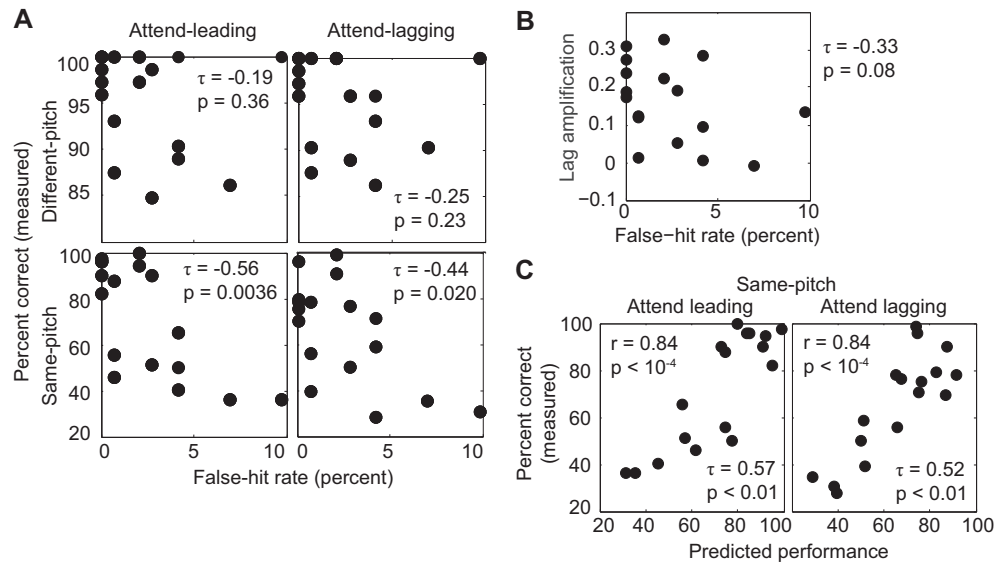 A
Attend-leading
Attend-lagging
Percent correct (measured)
Different-pitch
Same-pitch
100
95
90
85
τ = -0.19
p = 0.36
τ = -0.25
p = 0.23
100
80
60
40
20
τ = -0.56
p = 0.0036
τ = -0.44
p = 0.020
0 5 10
0 5 10
False-hit rate (percent)
B
Lag amplification
0.3
0.2
0.1
0
−0.1
0 5 10
False−hit rate (percent)
τ = -0.33
p = 0.08
C
Same-pitch
Attend leading
Attend lagging
Percent correct
(measured)
100
80
60
40
20
r = 0.84
p < 10-4
τ = 0.57
p < 0.01
r = 0.84
p < 10-4
τ = 0.52
p < 0.01
20 40 60 80 100
40 60 80 100
Predicted performance